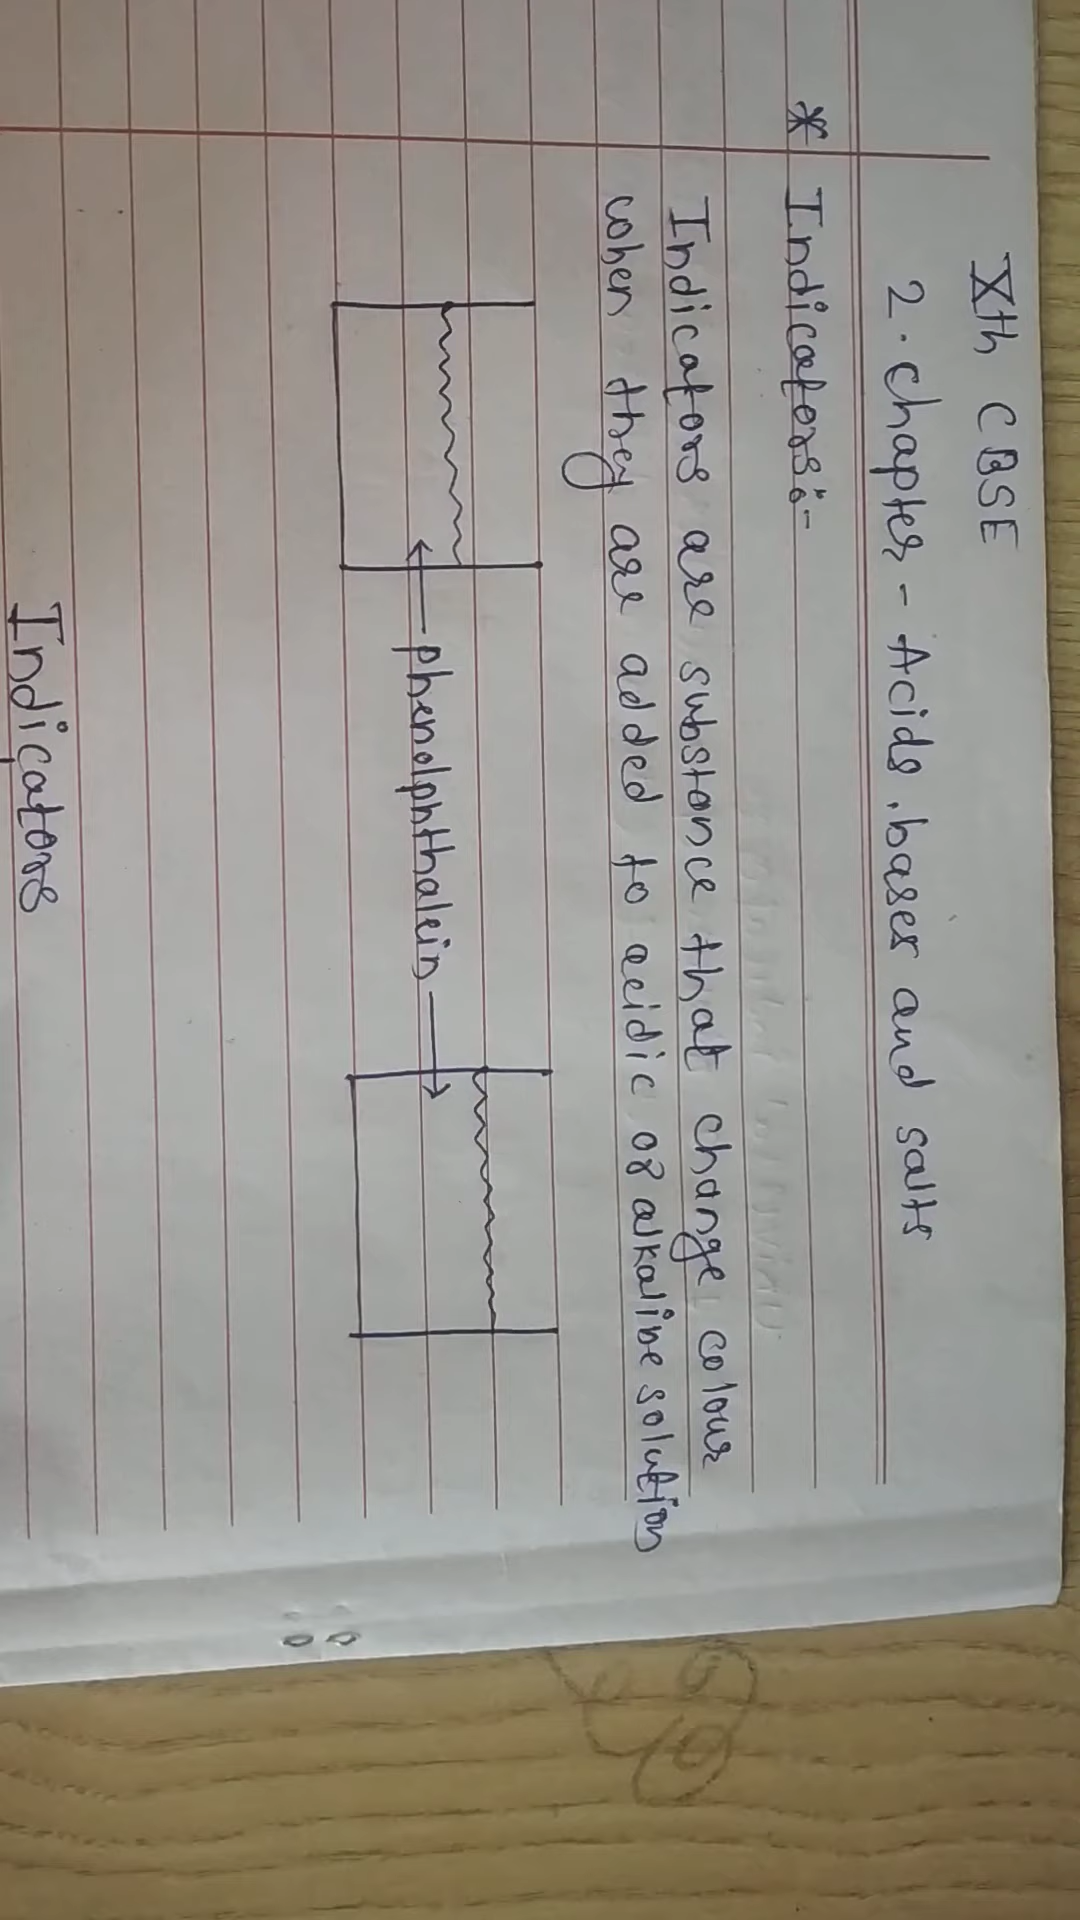 Xth CBSE
2. chapter - Acids, bases and salts
* Indicators:-
Indicators are substance that change colour
when they are added to acidic or alkaline solution
phenolphthalein
Indicators